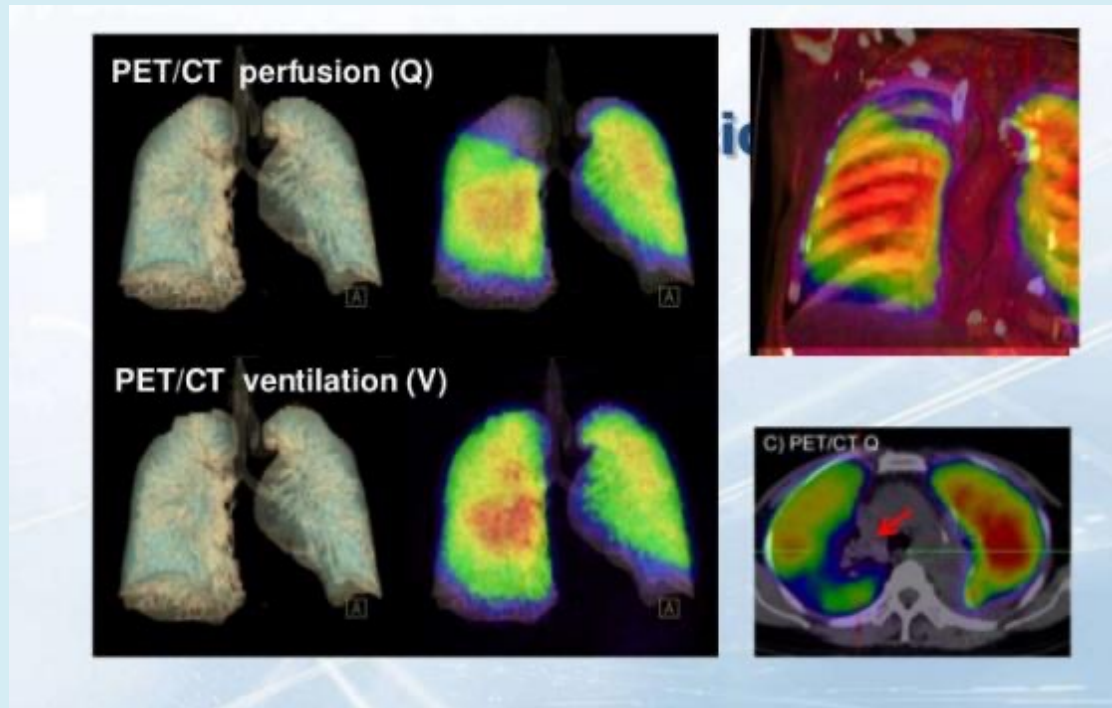 PET/CT perfusion (Q)
A
A
PET/CT ventilation (V)
A
A
C) PET/CT Q